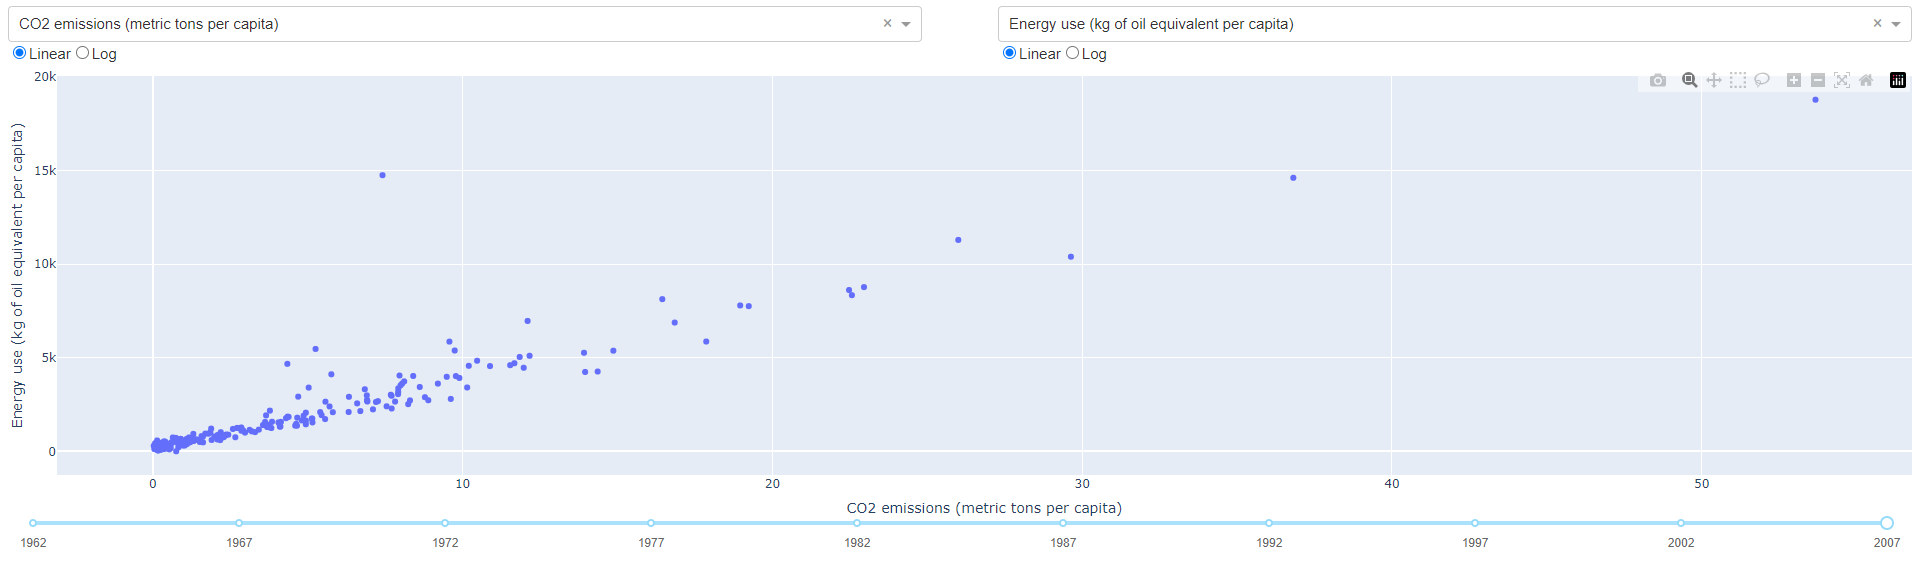 CO2 emissions (metric tons per capita) ×
Energy use (kg of oil equivalent per capita) ×
Linear Log
Linear Log
20k
15k
10k
5k
0
Energy use (kg of oil equivalent per capita)
0 10 20 30 40 50
CO2 emissions (metric tons per capita)
1962 1967 1972 1977 1982 1987 1992 1997 2002 2007